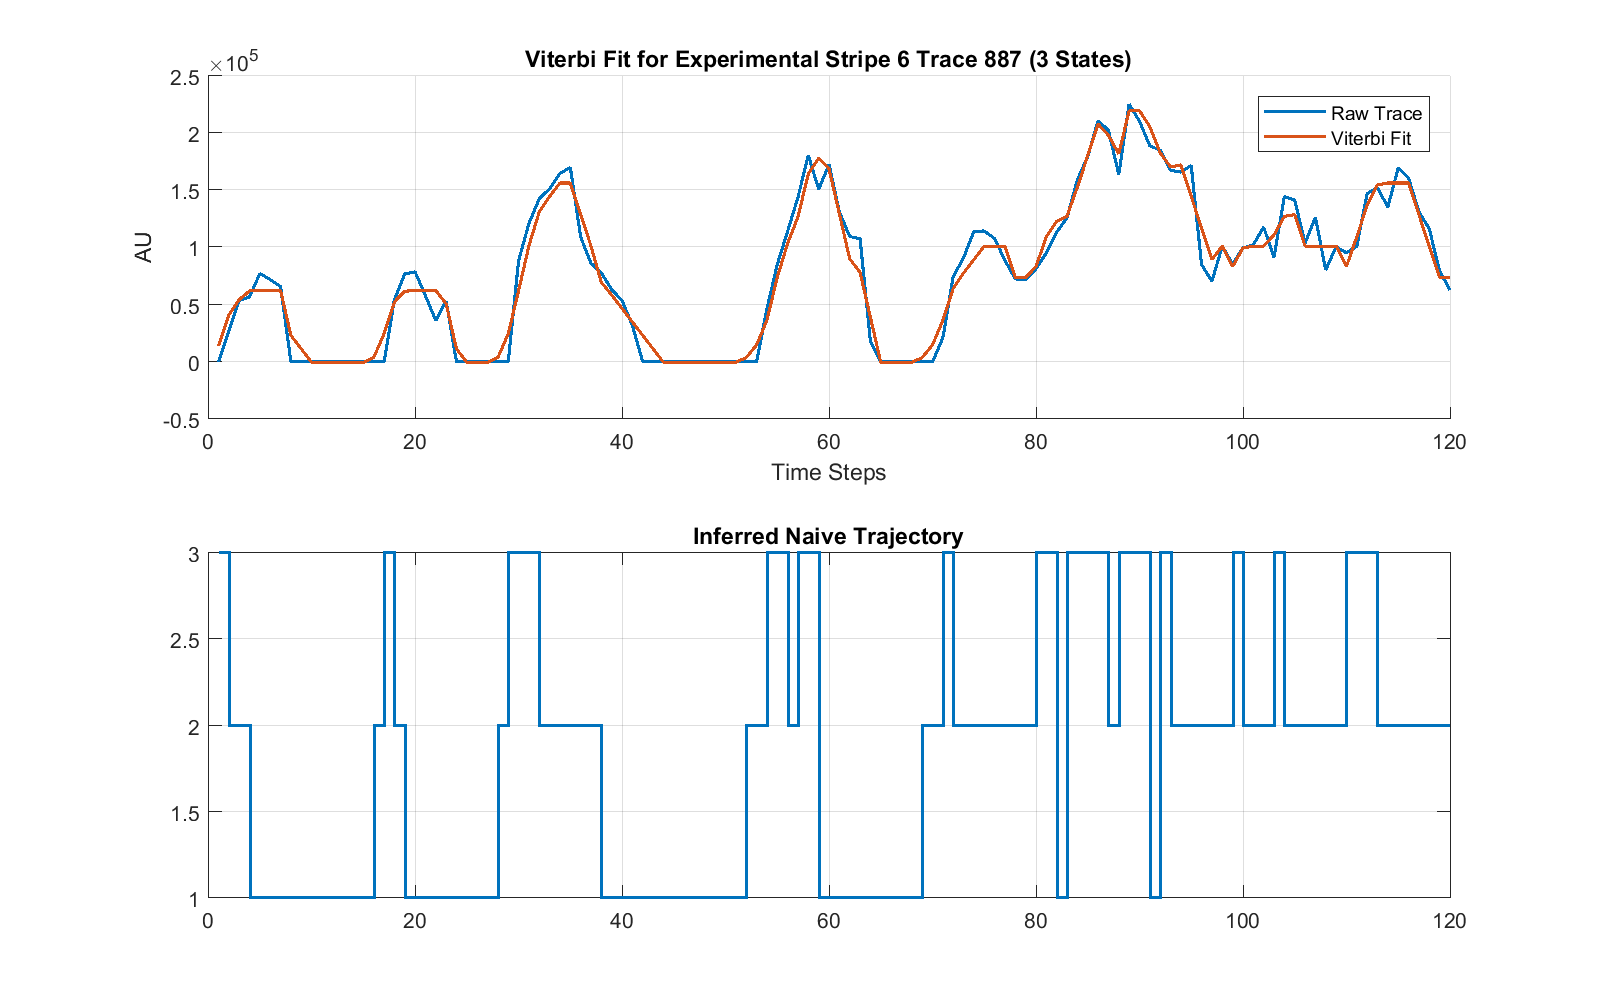 Viterbi Fit for Experimental Stripe 6 Trace 887 (3 States)
×10^5
2.5
2
1.5
1
0.5
0
-0.5
AU
Raw Trace
Viterbi Fit
0 20 40 60 80 100 120
Time Steps
Inferred Naive Trajectory
3
2.5
2
1.5
1
0 20 40 60 80 100 120